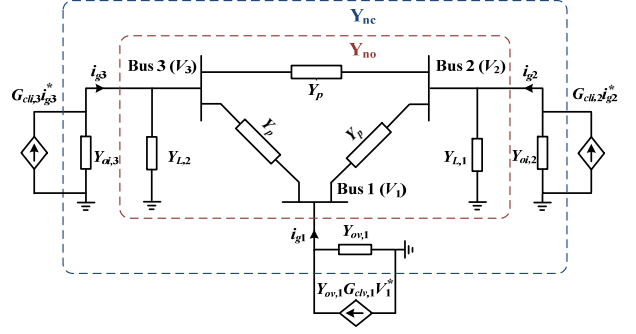 Y_nc
Y_no
Bus 3 (V_3)
Bus 2 (V_2)
i_g3
i_g2
Y_p
G_cli,3 i_g3^*
G_cli,2 i_g2^*
Y_p
Y_p
Y_oi,3
Y_L,2
Y_L,1
Y_oi,2
Bus 1 (V_1)
i_g1
Y_ov,1
Y_ov,1 G_clv,1 V_1^*